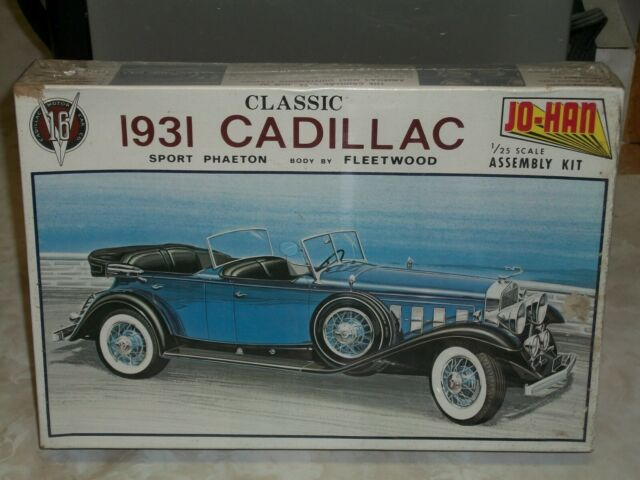 CLASSIC
1931 CADILLAC
SPORT PHAETON BODY BY FLEETWOOD
16
JO-HAN
1/25 SCALE
ASSEMBLY KIT